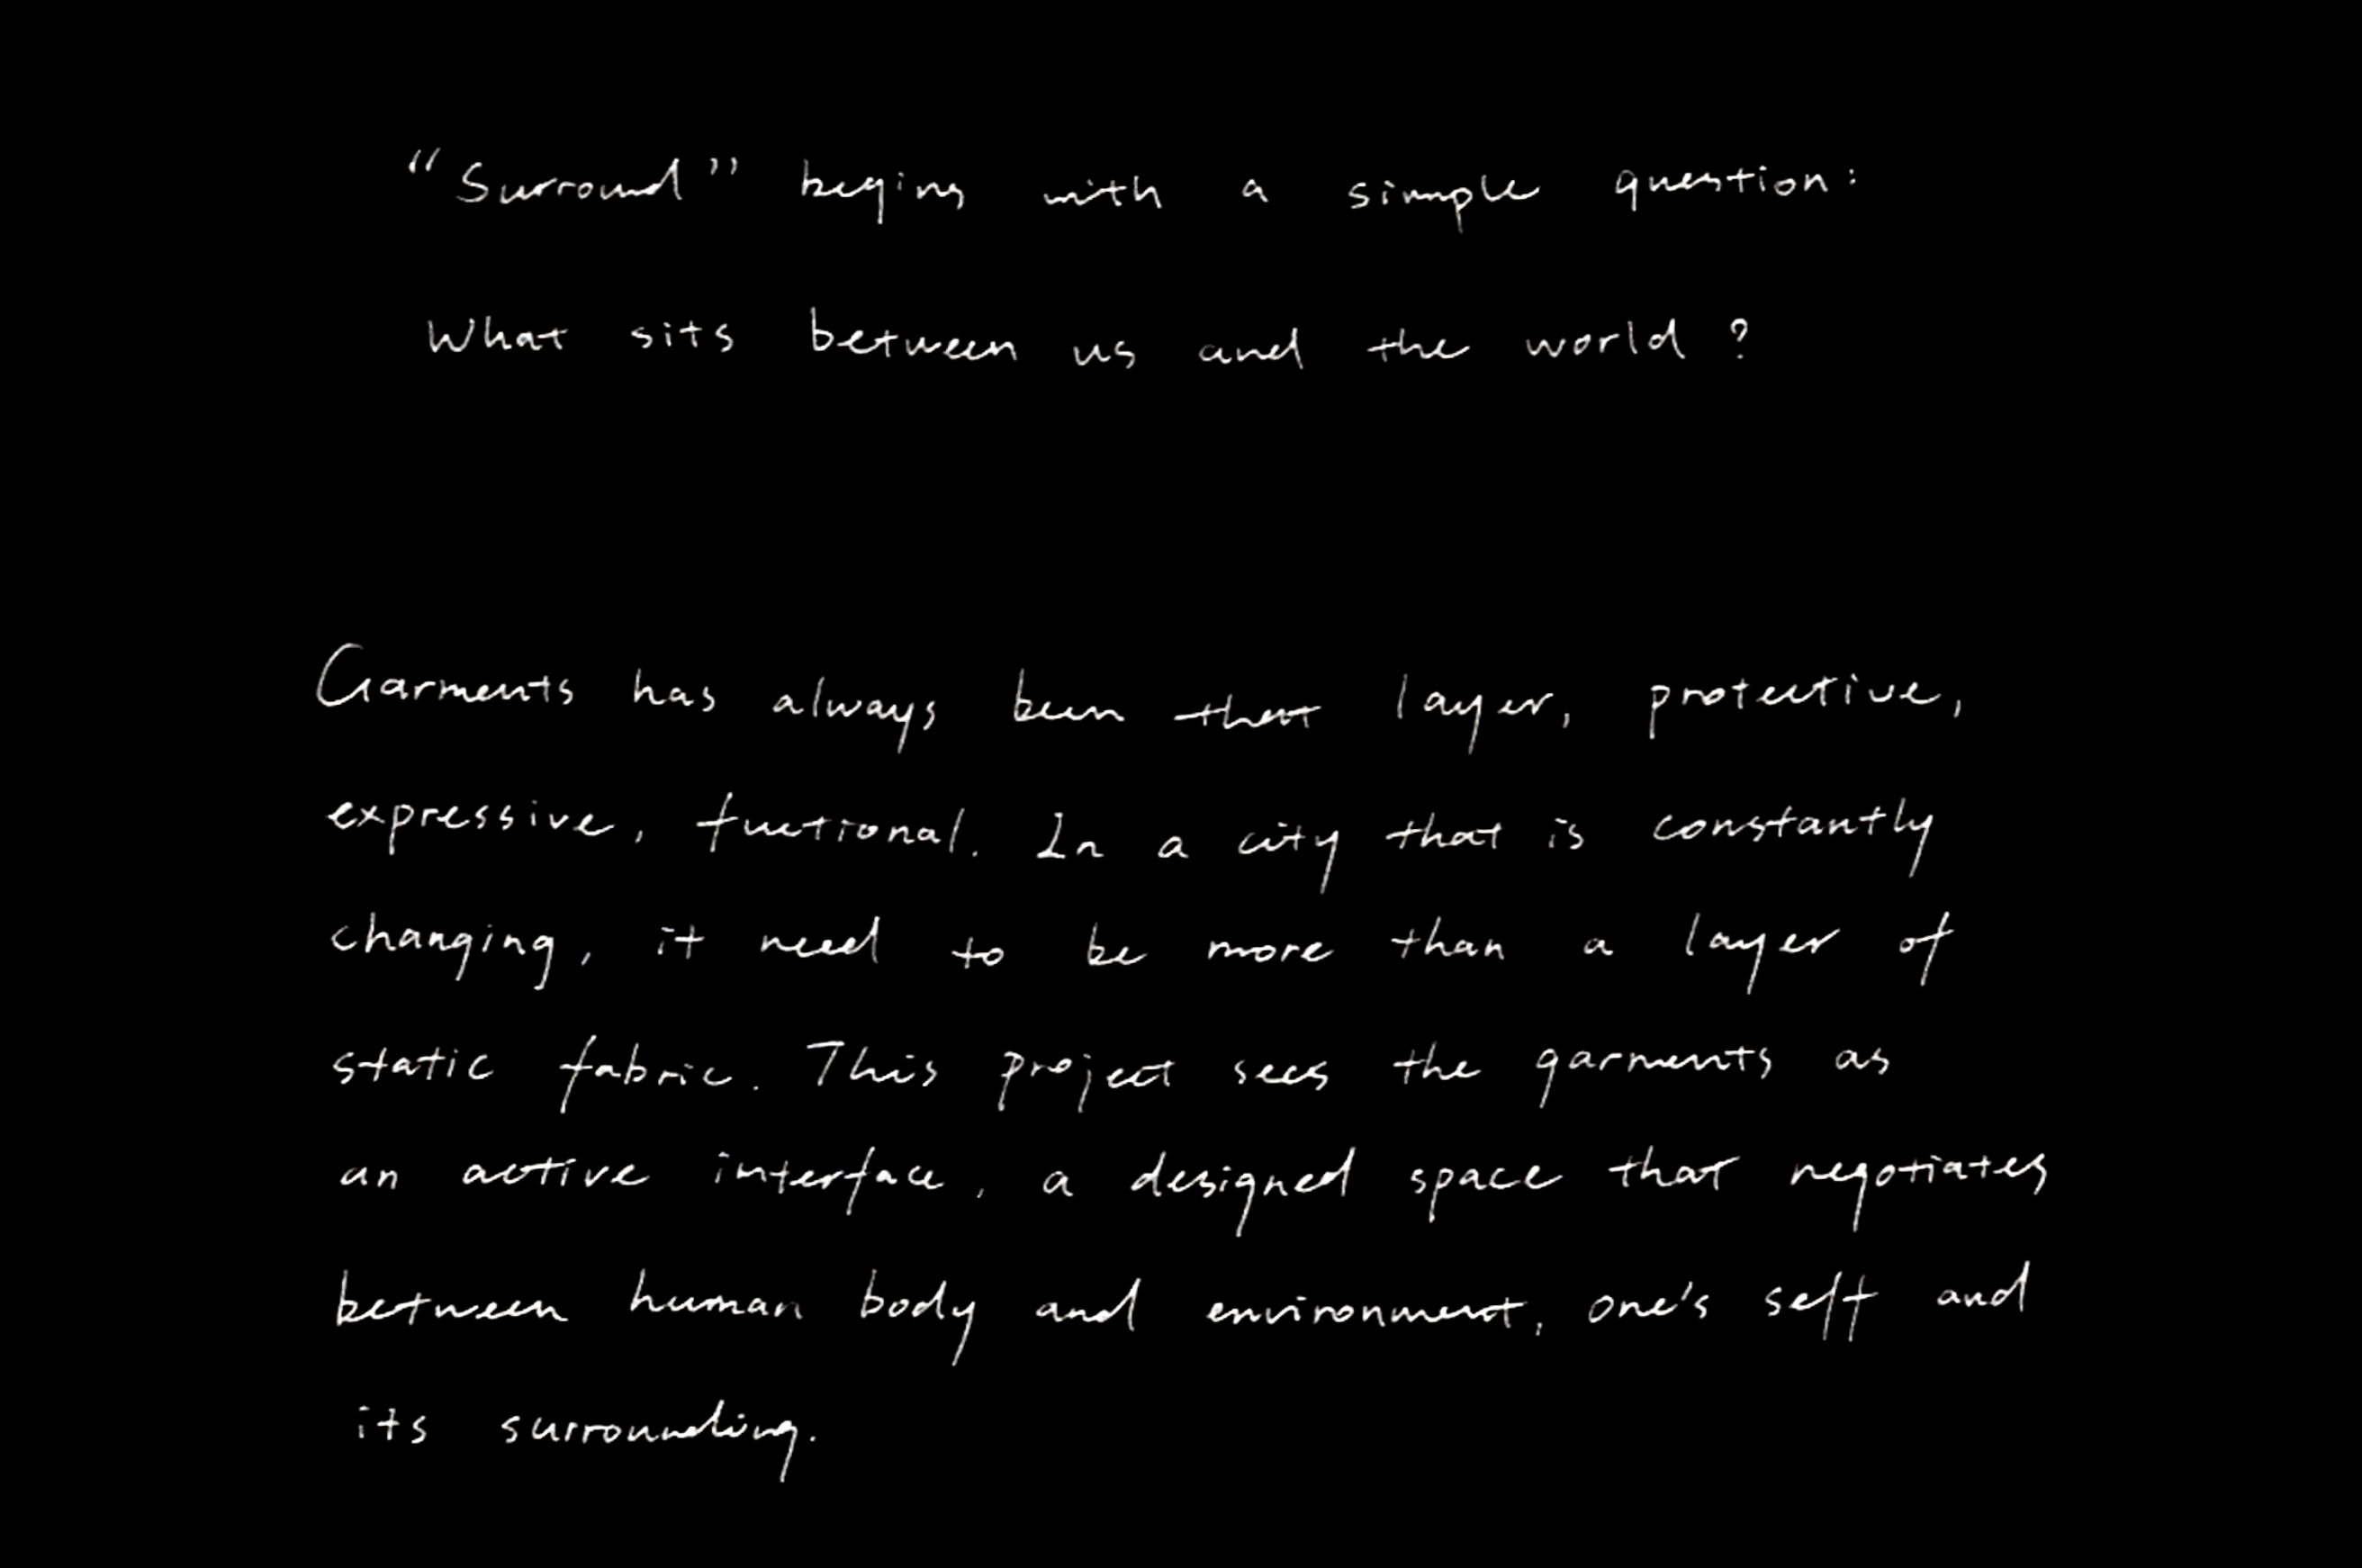 "Surround" begins with a simple question:
What sits between us and the world?
Garments has always been that layer, protective,
expressive, fuctional. In a city that is constantly
changing, it need to be more than a layer of
static fabric. This project sees the garments as
an active interface, a designed space that negotiates
between human body and environment, one's self and
its surrounding.